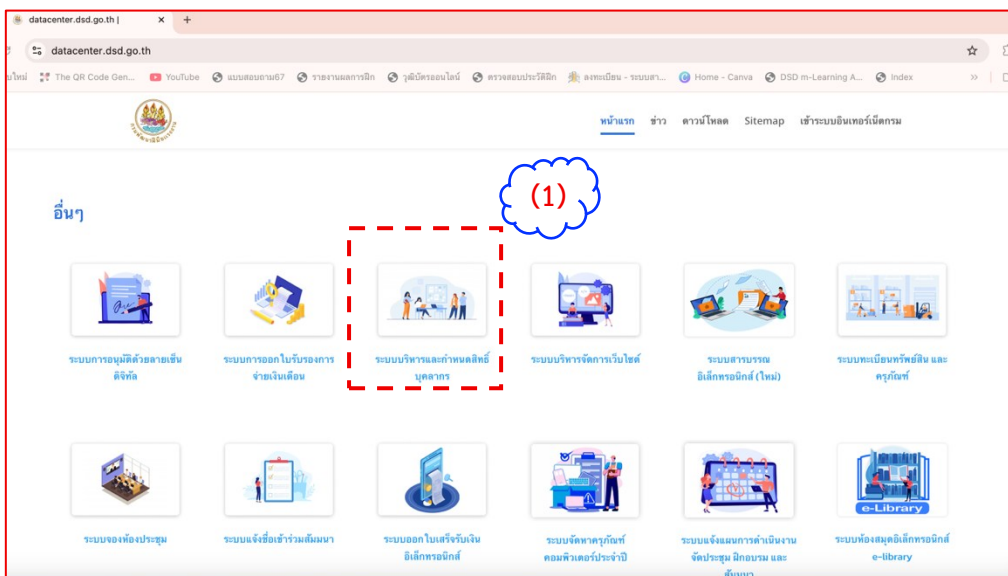 datacenter.dsd.go.th | × +
datacenter.dsd.go.th
The QR Code Gen... YouTube แบบสอบถาม67 รายงานผลการฝึก วุฒิบัตรออนไลน์ ตรวจสอบประวัติฝึก ลงทะเบียน - ระบบสา... Home - Canva DSD m-Learning A... Index »
หน้าแรก ข่าว ดาวน์โหลด Sitemap เข้าระบบอินเทอร์เน็ตกรม
(1)
อื่นๆ
ระบบการอนุมัติด้วยลายเซ็น
ดิจิทัล
ระบบการออกใบรับรองการ
จ่ายเงินเดือน
ระบบบริหารและกำหนดสิทธิ์
บุคลากร
ระบบบริหารจัดการเว็บไซต์
ระบบสารบรรณ
อิเล็กทรอนิกส์ (ใหม่)
ระบบทะเบียนทรัพย์สิน และ
ครุภัณฑ์
e-Library
ระบบจองห้องประชุม
ระบบแจ้งชื่อเข้าร่วมสัมมนา
ระบบออกใบเสร็จรับเงิน
อิเล็กทรอนิกส์
ระบบจัดหาครุภัณฑ์
คอมพิวเตอร์ประจำปี
ระบบแจ้งแผนการดำเนินงาน
จัดประชุม ฝึกอบรม และ
สัมมนา
ระบบห้องสมุดอิเล็กทรอนิกส์
e-library